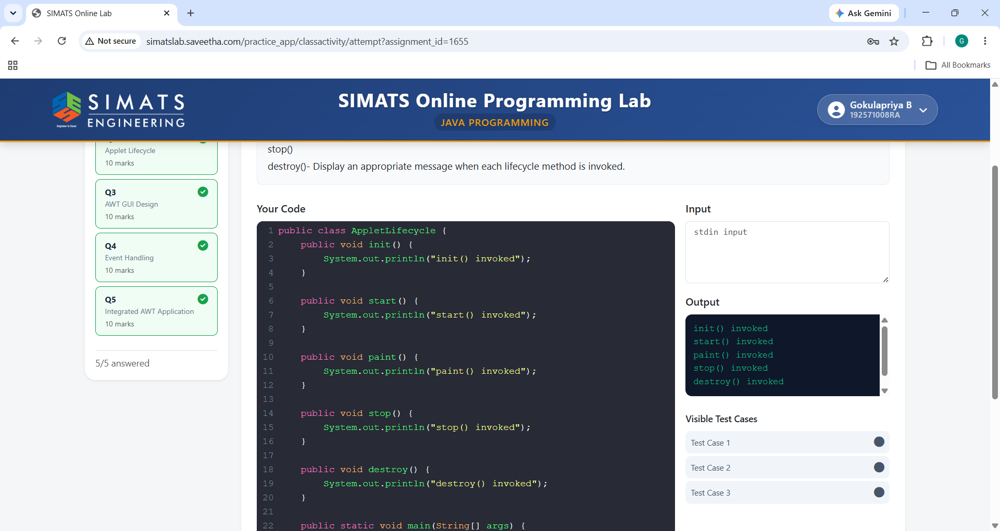 SIMATS Online Lab
Ask Gemini
Not secure
simatslab.saveetha.com/practice_app/classactivity/attempt?assignment_id=1655
G
All Bookmarks
SIMATS
ENGINEERING
Engineer to Excel
SIMATS Online Programming Lab
JAVA PROGRAMMING
Gokulapriya B
192571008RA
Applet Lifecycle
10 marks
Q3
AWT GUI Design
10 marks
Q4
Event Handling
10 marks
Q5
Integrated AWT Application
10 marks
5/5 answered
stop()
destroy()- Display an appropriate message when each lifecycle method is invoked.
Your Code
1 public class AppletLifecycle {
2     public void init() {
3         System.out.println("init() invoked");
4     }
5
6     public void start() {
7         System.out.println("start() invoked");
8     }
9
10     public void paint() {
11         System.out.println("paint() invoked");
12     }
13
14     public void stop() {
15         System.out.println("stop() invoked");
16     }
17
18     public void destroy() {
19         System.out.println("destroy() invoked");
20     }
21
22     public static void main(String[] args) {
Input
stdin input
Output
init() invoked
start() invoked
paint() invoked
stop() invoked
destroy() invoked
Visible Test Cases
Test Case 1
Test Case 2
Test Case 3